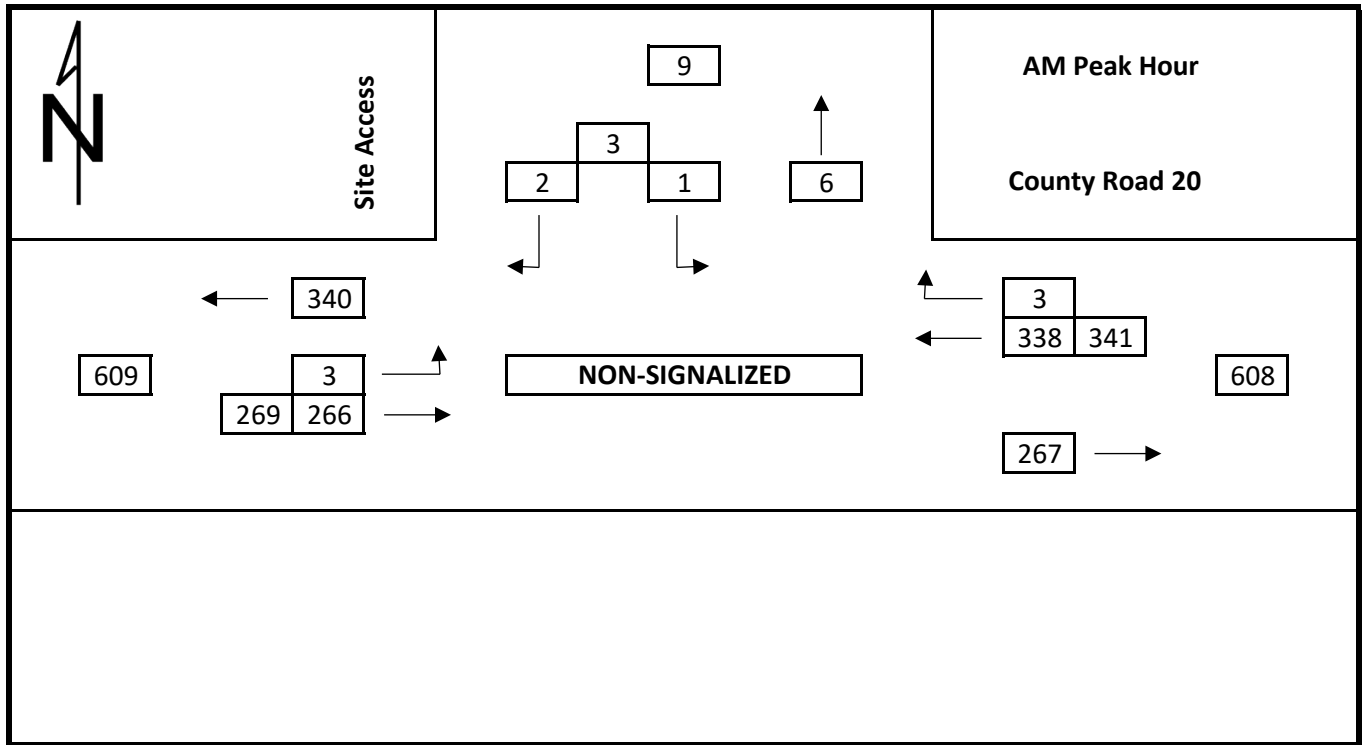 N
Site Access
9
3
2 1 6
AM Peak Hour
County Road 20
340
3
338 341
609
3
NON-SIGNALIZED
608
269 266
267